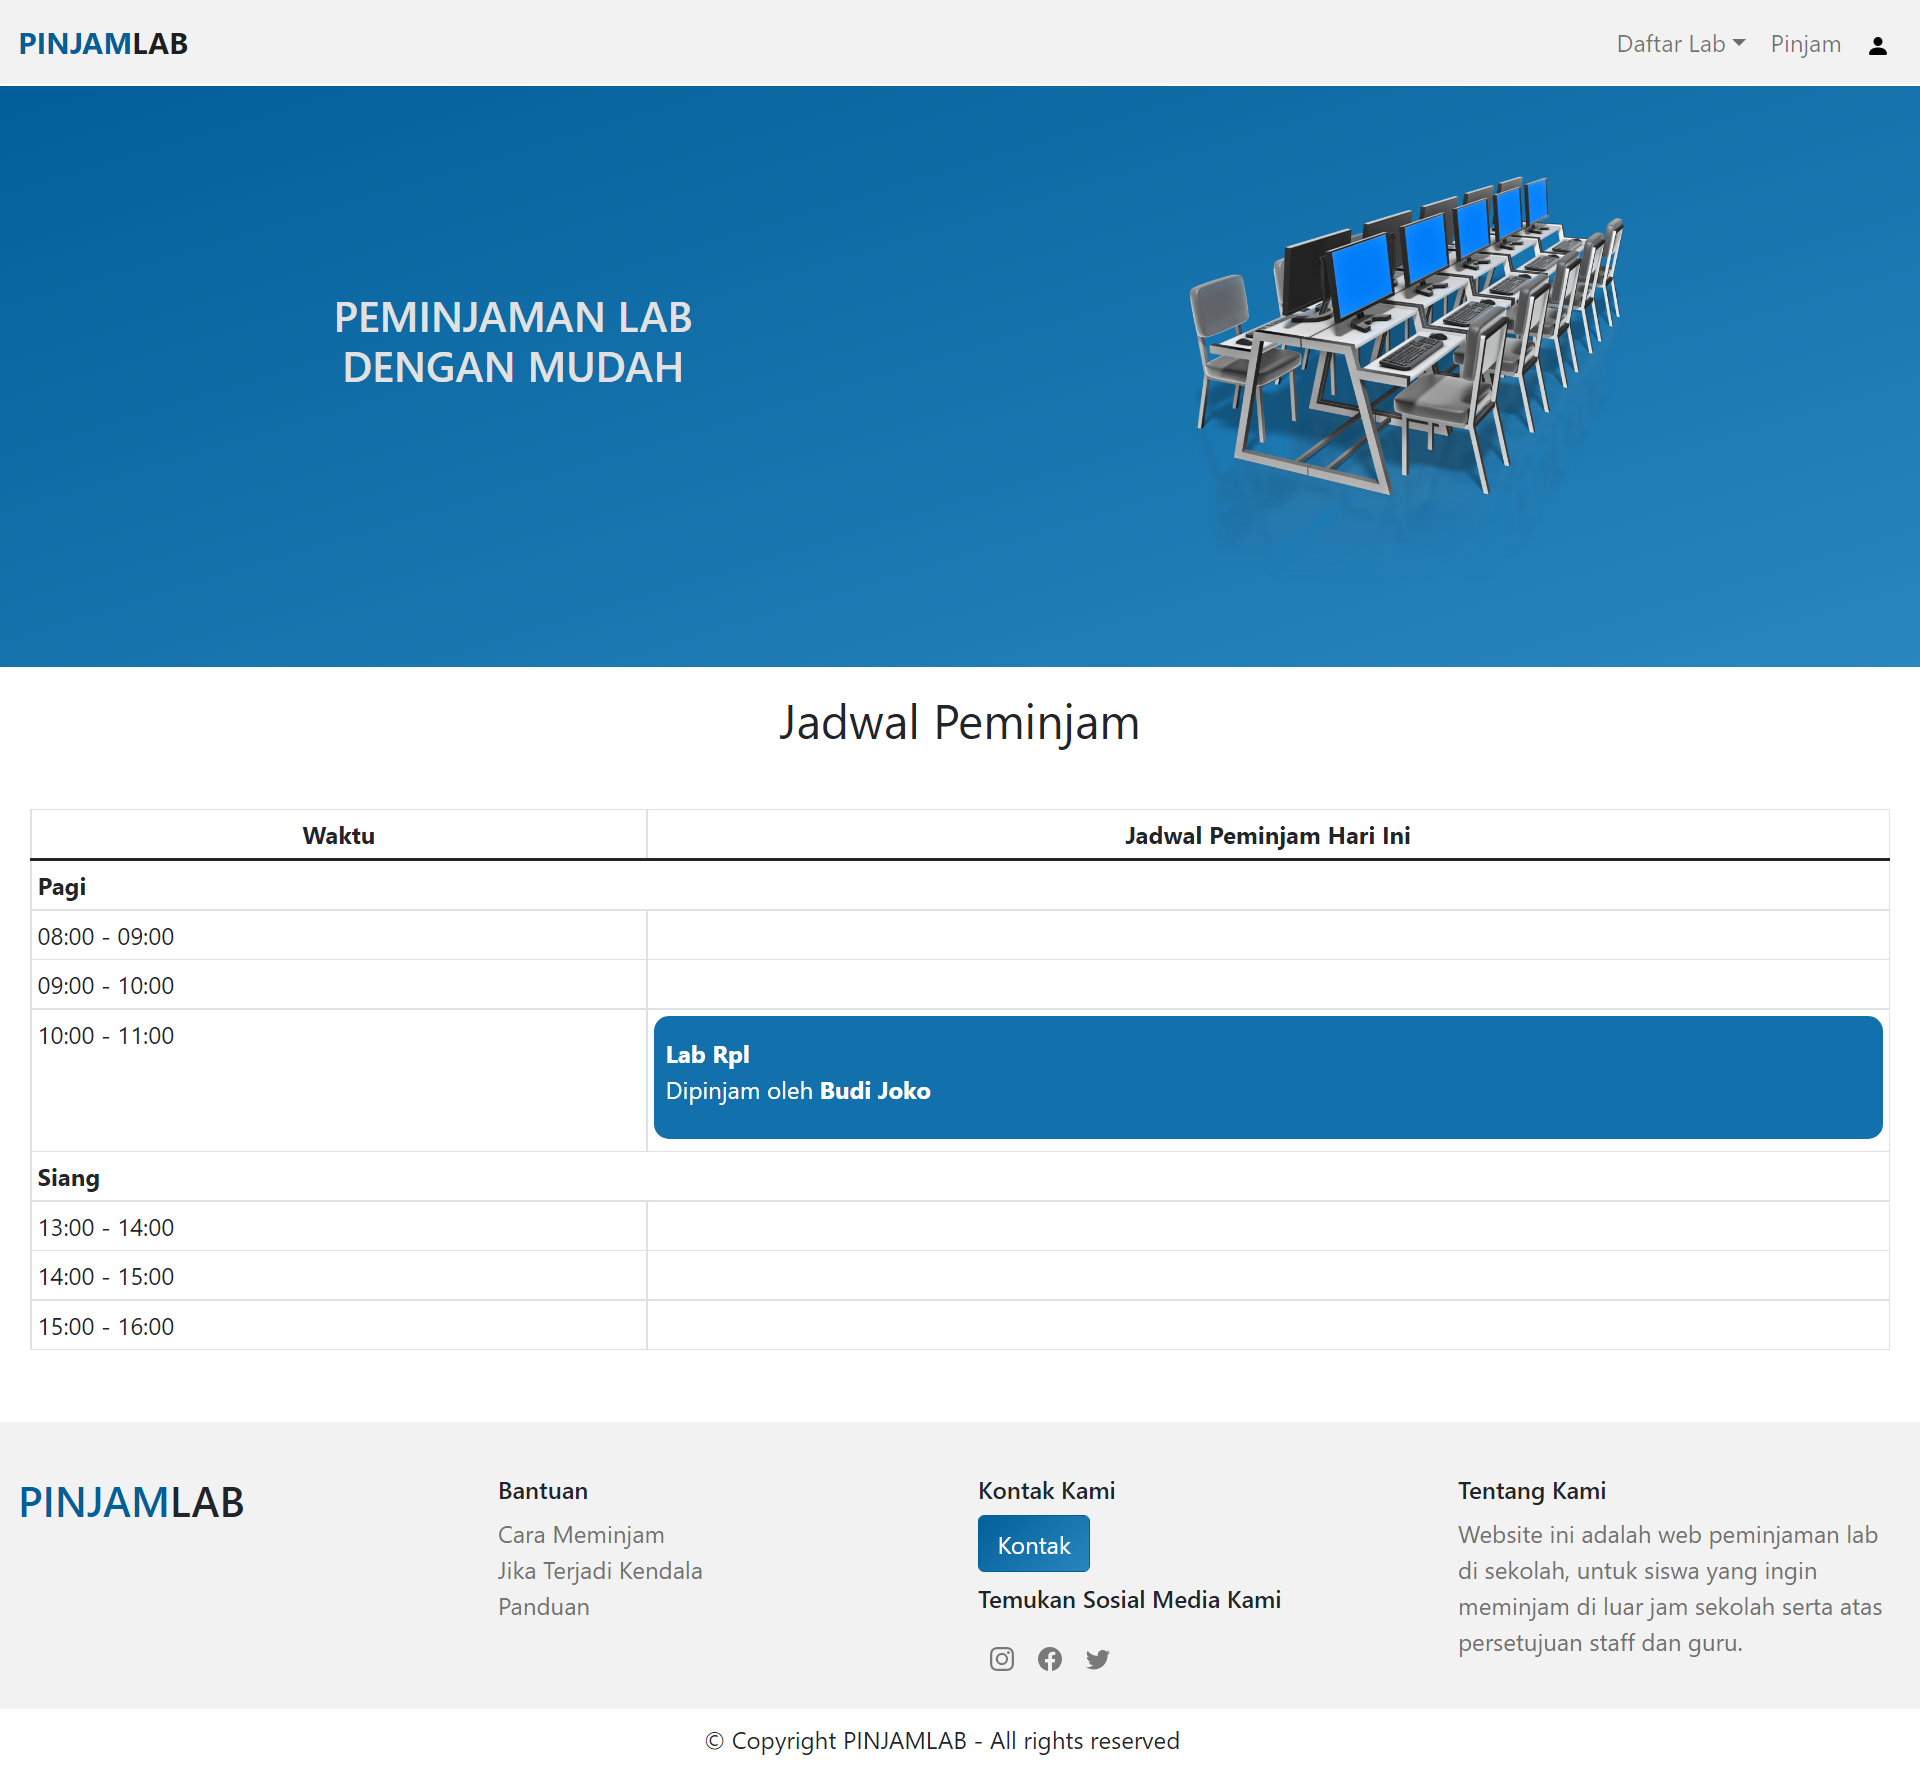 PINJAMLAB
Daftar Lab Pinjam
PEMINJAMAN LAB
DENGAN MUDAH
Jadwal Peminjam
Waktu Jadwal Peminjam Hari Ini
Pagi
08:00 - 09:00
09:00 - 10:00
10:00 - 11:00
Lab Rpl
Dipinjam oleh Budi Joko
Siang
13:00 - 14:00
14:00 - 15:00
15:00 - 16:00
PINJAMLAB
Bantuan
Cara Meminjam
Jika Terjadi Kendala
Panduan
Kontak Kami
Kontak
Temukan Sosial Media Kami
Tentang Kami
Website ini adalah web peminjaman lab
di sekolah, untuk siswa yang ingin
meminjam di luar jam sekolah serta atas
persetujuan staff dan guru.
© Copyright PINJAMLAB - All rights reserved